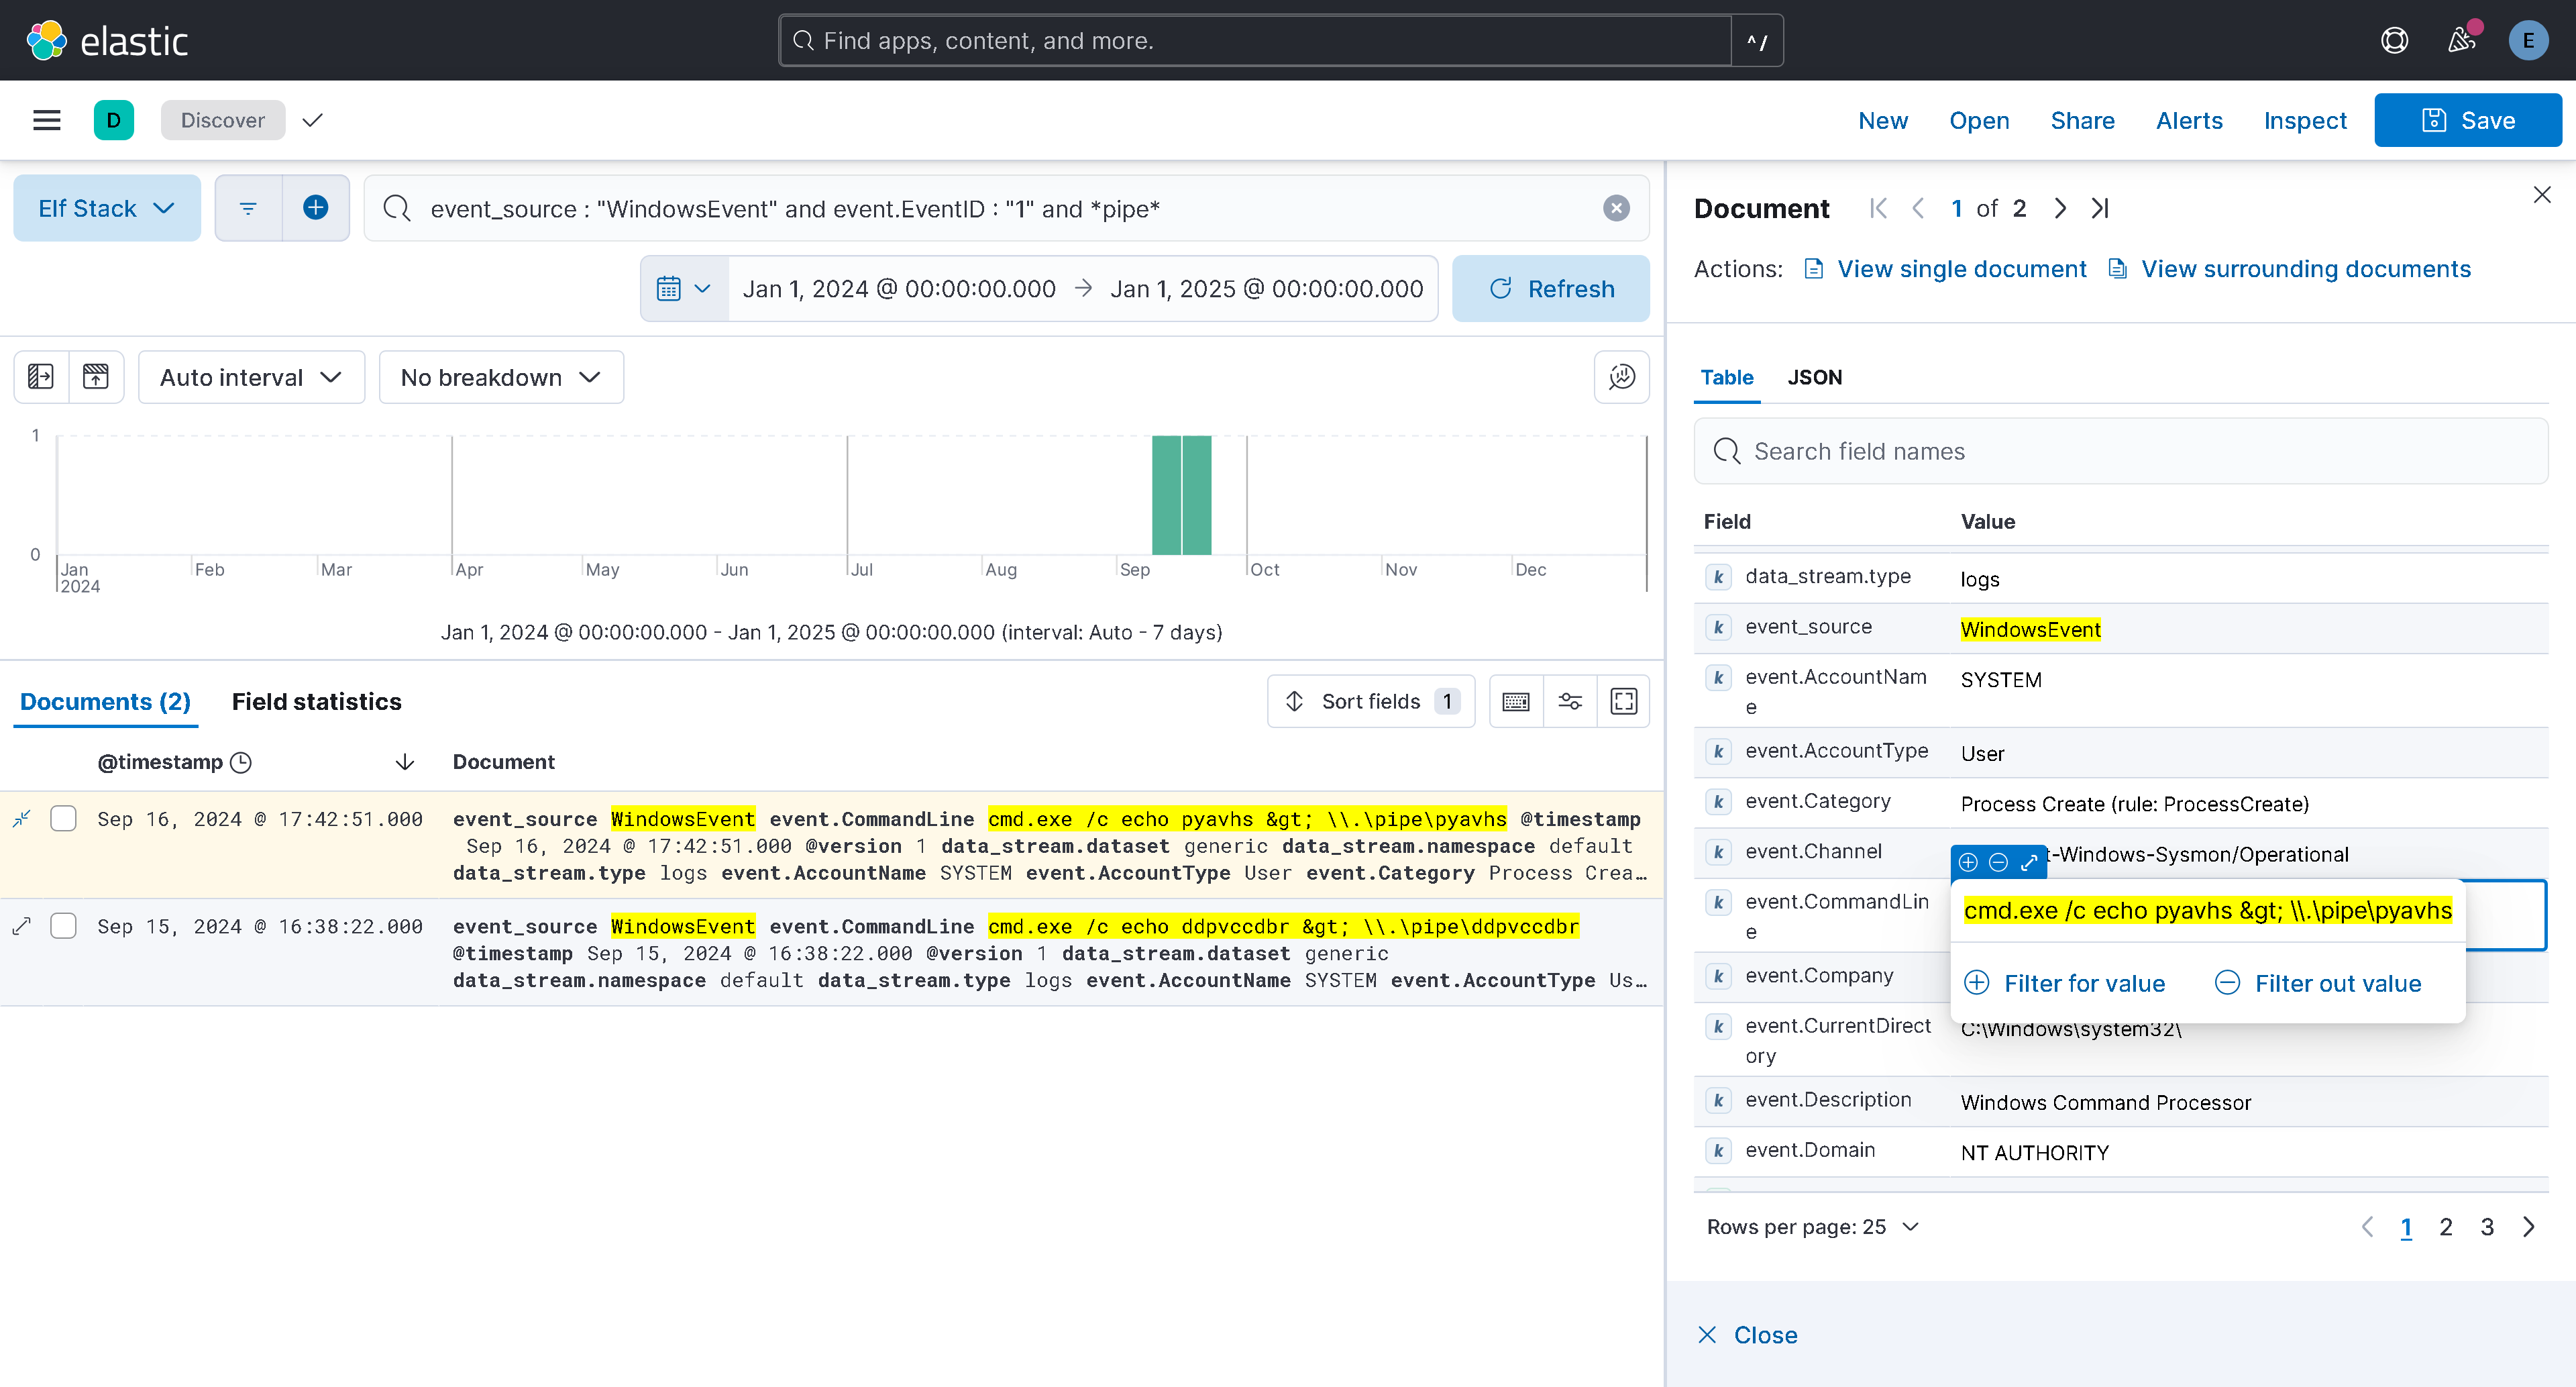 elastic
Find apps, content, and more.
^ /
E
D
Discover
New
Open
Share
Alerts
Inspect
Save
Elf Stack
event_source : "WindowsEvent" and event.EventID : "1" and *pipe*
Jan 1, 2024 @ 00:00:00.000 → Jan 1, 2025 @ 00:00:00.000
Refresh
Auto interval
No breakdown
1
0
Jan Feb Mar Apr May Jun Jul Aug Sep Oct Nov Dec
2024
Jan 1, 2024 @ 00:00:00.000 - Jan 1, 2025 @ 00:00:00.000 (interval: Auto - 7 days)
Documents (2)
Field statistics
Sort fields 1
@timestamp
Document
Sep 16, 2024 @ 17:42:51.000
event_source WindowsEvent event.CommandLine cmd.exe /c echo pyavhs &gt; \\.\pipe\pyavhs @timestamp
Sep 16, 2024 @ 17:42:51.000 @version 1 data_stream.dataset generic data_stream.namespace default
data_stream.type logs event.AccountName SYSTEM event.AccountType User event.Category Process Crea…
Sep 15, 2024 @ 16:38:22.000
event_source WindowsEvent event.CommandLine cmd.exe /c echo ddpvccdbr &gt; \\.\pipe\ddpvccdbr
@timestamp Sep 15, 2024 @ 16:38:22.000 @version 1 data_stream.dataset generic
data_stream.namespace default data_stream.type logs event.AccountName SYSTEM event.AccountType Us…
Document
1 of 2
Actions:
View single document
View surrounding documents
Table
JSON
Search field names
Field Value
k data_stream.type logs
k event_source WindowsEvent
k event.AccountNam SYSTEM
e
k event.AccountType User
k event.Category Process Create (rule: ProcessCreate)
k event.Channel t-Windows-Sysmon/Operational
k event.CommandLin cmd.exe /c echo pyavhs &gt; \\.\pipe\pyavhs
e
k event.Company
Filter for value
Filter out value
k event.CurrentDirect C:\Windows\system32\
ory
k event.Description Windows Command Processor
k event.Domain NT AUTHORITY
Rows per page: 25
1 2 3
Close